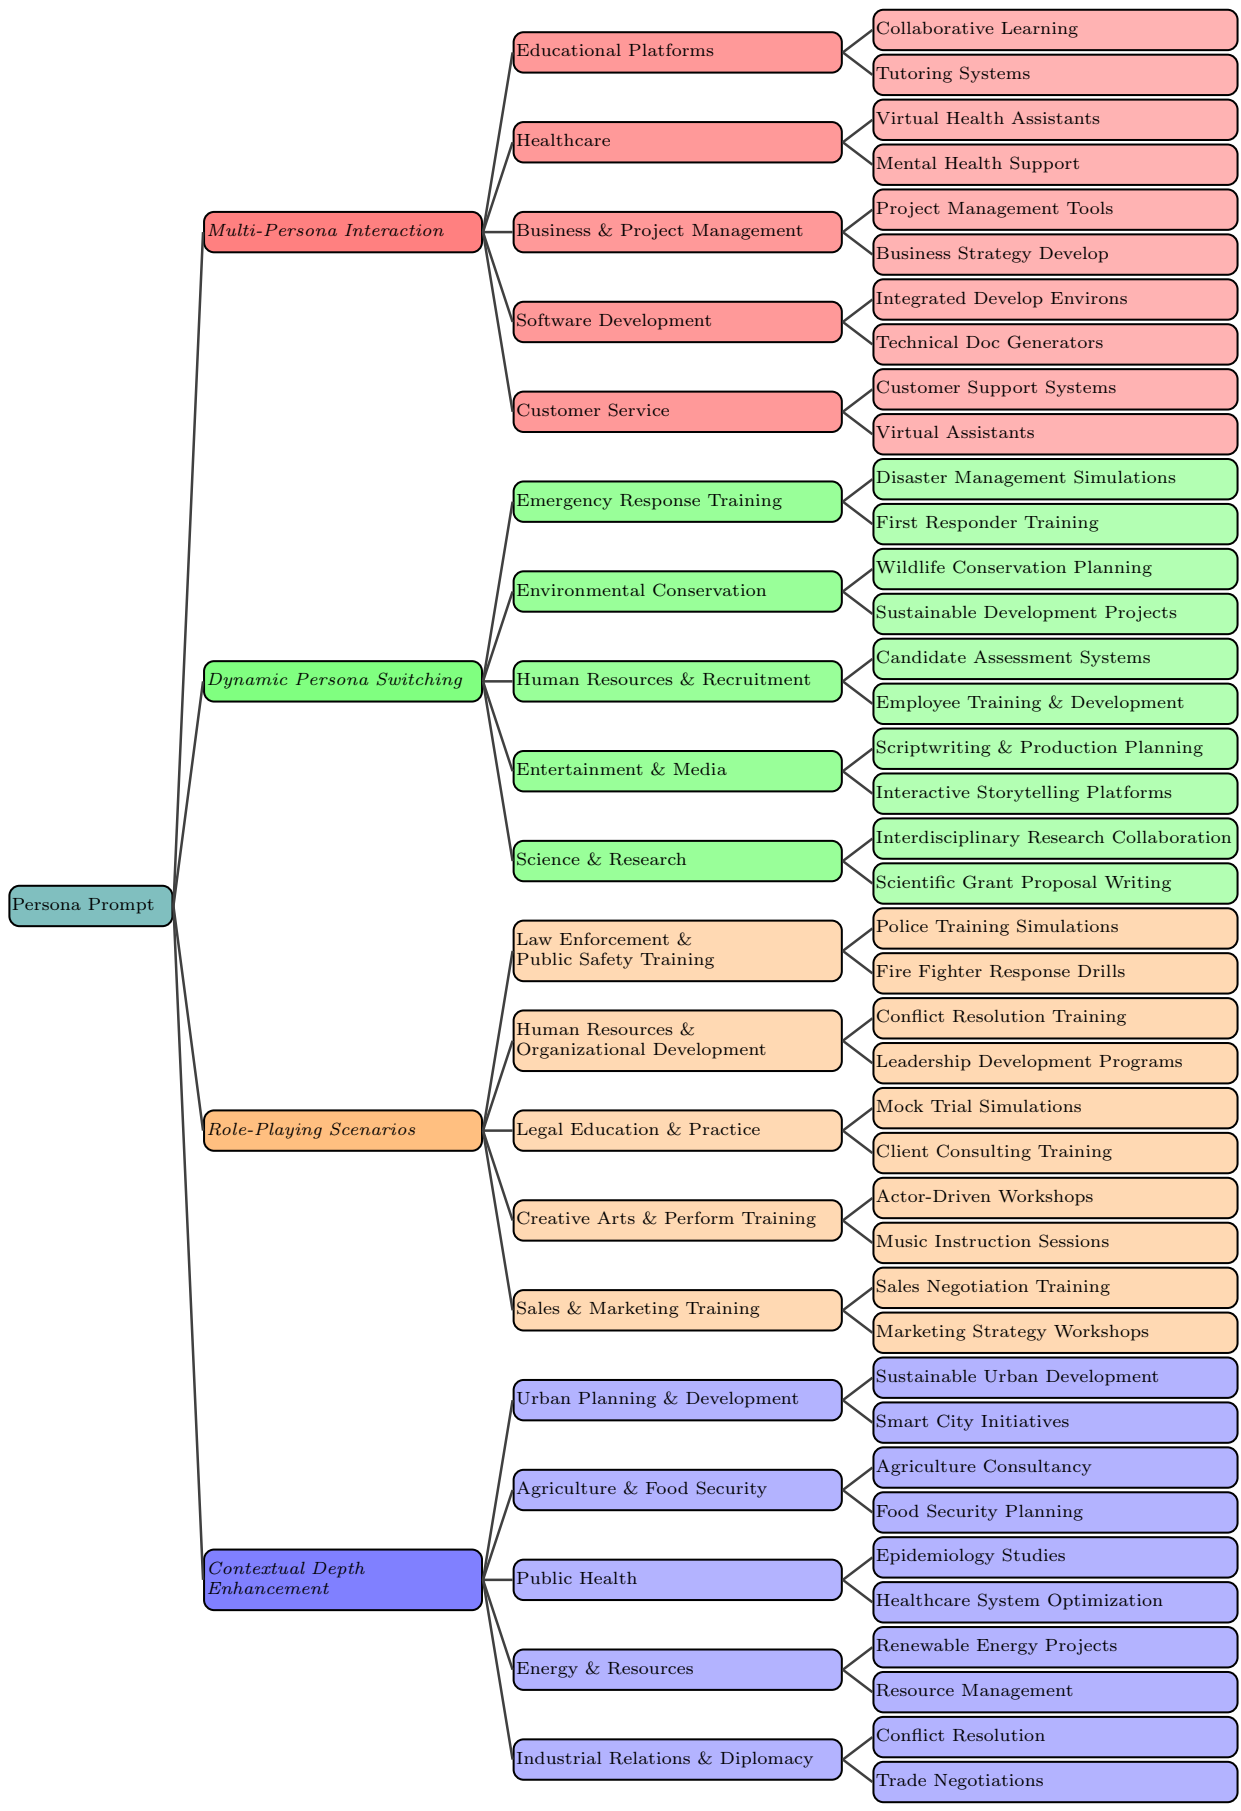 Persona Prompt
Multi-Persona Interaction
Educational Platforms
Collaborative Learning
Tutoring Systems
Healthcare
Virtual Health Assistants
Mental Health Support
Business & Project Management
Project Management Tools
Business Strategy Develop
Software Development
Integrated Develop Environs
Technical Doc Generators
Customer Service
Customer Support Systems
Virtual Assistants
Dynamic Persona Switching
Emergency Response Training
Disaster Management Simulations
First Responder Training
Environmental Conservation
Wildlife Conservation Planning
Sustainable Development Projects
Human Resources & Recruitment
Candidate Assessment Systems
Employee Training & Development
Entertainment & Media
Scriptwriting & Production Planning
Interactive Storytelling Platforms
Science & Research
Interdisciplinary Research Collaboration
Scientific Grant Proposal Writing
Role-Playing Scenarios
Law Enforcement &
Public Safety Training
Police Training Simulations
Fire Fighter Response Drills
Human Resources &
Organizational Development
Conflict Resolution Training
Leadership Development Programs
Legal Education & Practice
Mock Trial Simulations
Client Consulting Training
Creative Arts & Perform Training
Actor-Driven Workshops
Music Instruction Sessions
Sales & Marketing Training
Sales Negotiation Training
Marketing Strategy Workshops
Contextual Depth
Enhancement
Urban Planning & Development
Sustainable Urban Development
Smart City Initiatives
Agriculture & Food Security
Agriculture Consultancy
Food Security Planning
Public Health
Epidemiology Studies
Healthcare System Optimization
Energy & Resources
Renewable Energy Projects
Resource Management
Industrial Relations & Diplomacy
Conflict Resolution
Trade Negotiations